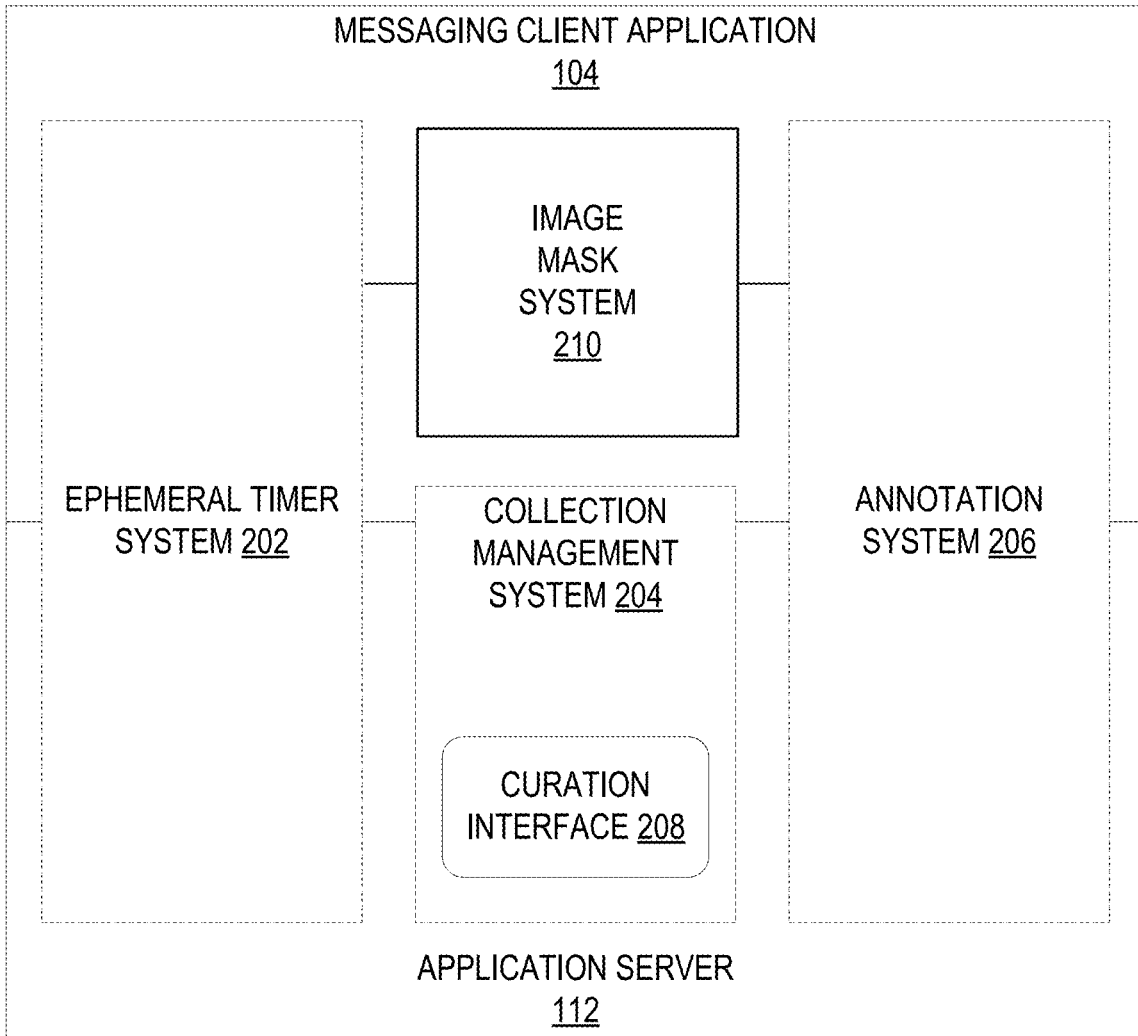 MESSAGING CLIENT APPLICATION
104
IMAGE
MASK
SYSTEM
210
EPHEMERAL TIMER
SYSTEM 202
COLLECTION
MANAGEMENT
SYSTEM 204
ANNOTATION
SYSTEM 206
CURATION
INTERFACE 208
APPLICATION SERVER
112